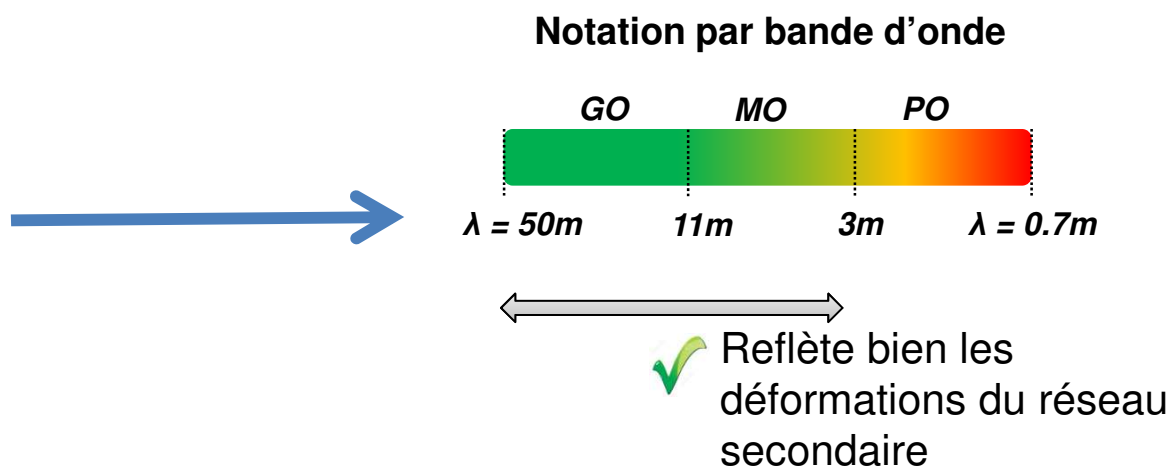 Notation par bande d’onde
GO MO PO
λ = 50m 11m 3m λ = 0.7m
Reflète bien les
déformations du réseau
secondaire